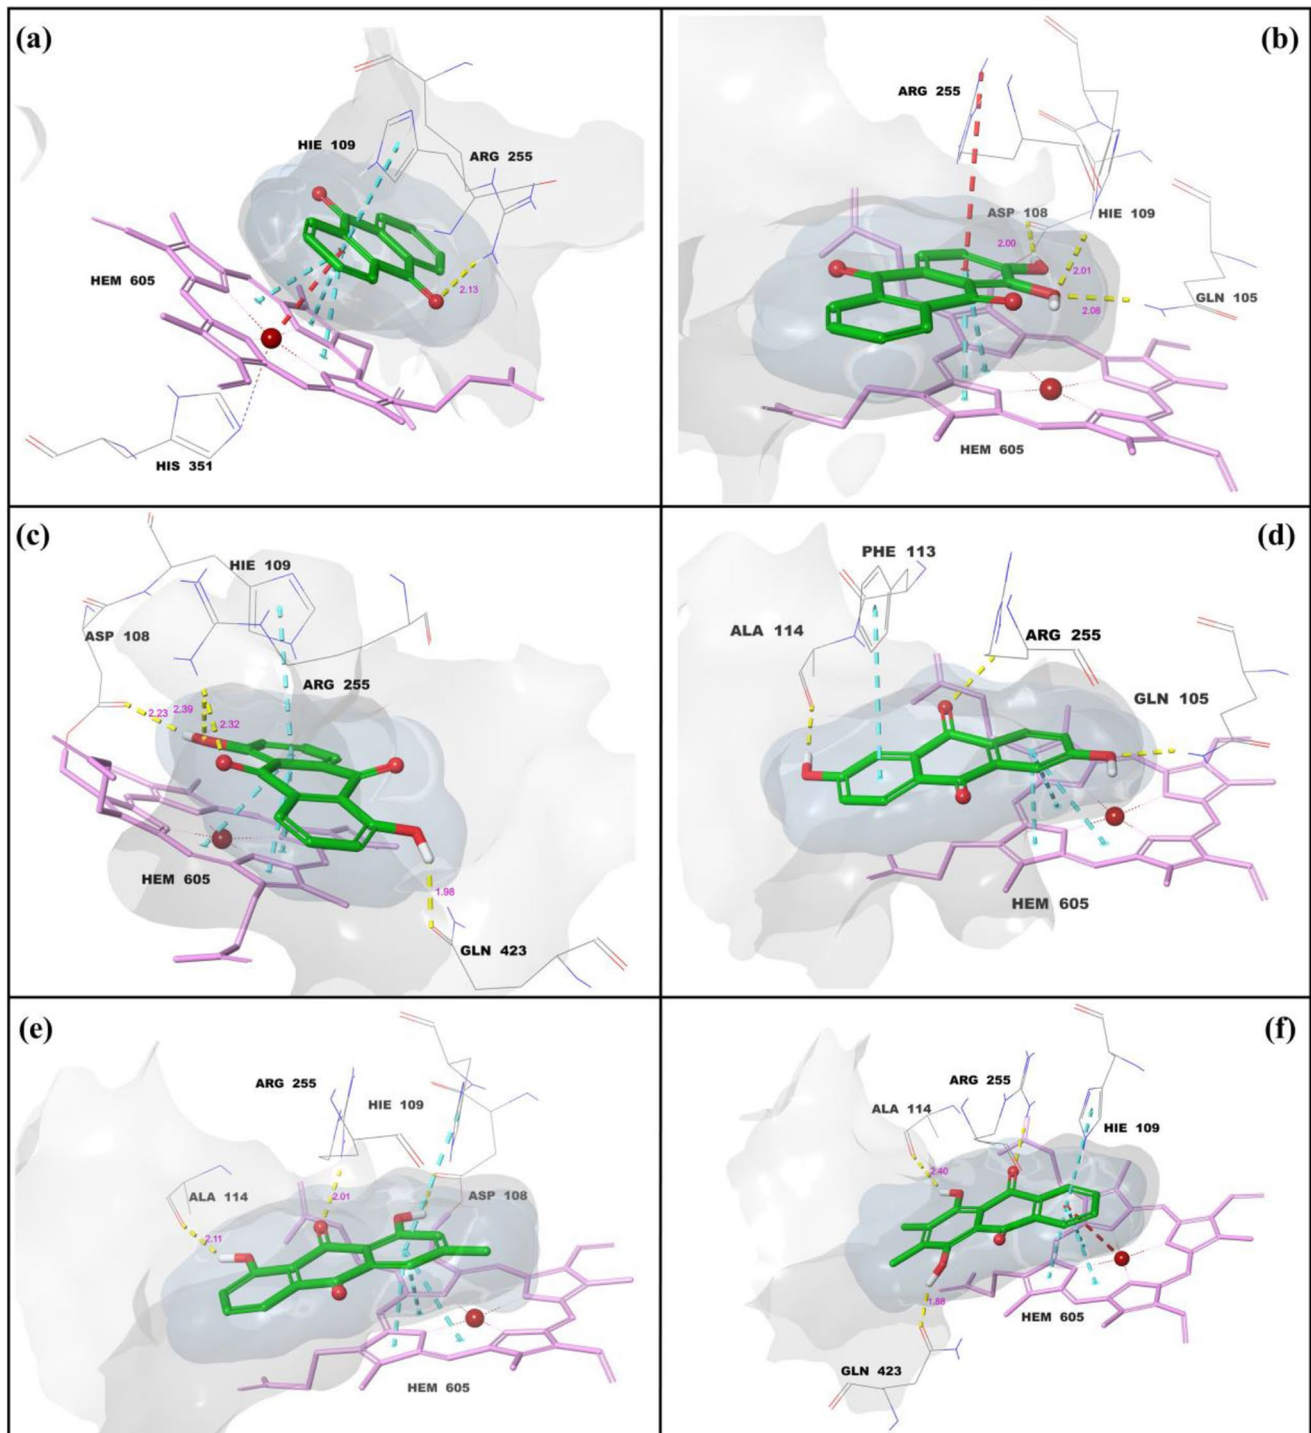 (a)
HIE 109
ARG 255
2.13
HEM 605
HIS 351
(b)
ARG 255
ASP 108
HIE 109
2.00
2.01
2.08
GLN 105
HEM 605
(c)
HIE 109
ASP 108
ARG 255
2.23
2.39
2.32
HEM 605
1.98
GLN 423
(d)
PHE 113
ALA 114
ARG 255
GLN 105
HEM 605
(e)
ARG 255
HIE 109
ALA 114
2.01
ASP 108
2.11
HEM 605
(f)
ARG 255
ALA 114
HIE 109
2.40
1.88
HEM 605
GLN 423